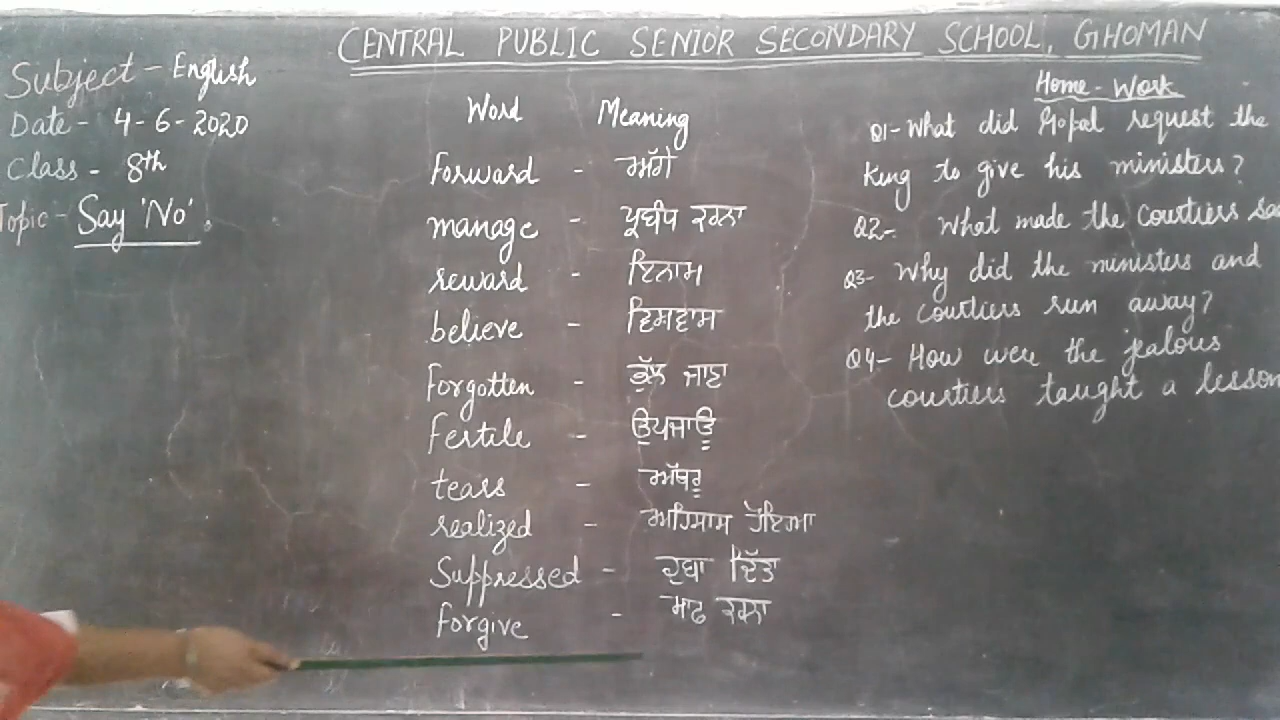 CENTRAL PUBLIC SENIOR SECONDARY SCHOOL, GHOMAN
Subject - English
Date - 4-6-2020
Class - 8th
Topic - Say 'No'.
Word Meaning
forward - ਅੱਗੇ
manage - ਪ੍ਰਬੰਧ ਕਰਨਾ
reward - ਇਨਾਮ
believe - ਵਿਸਵਾਸ
forgotten - ਭੁੱਲ ਜਾਣਾ
fertile - ਉਪਜਾਊ
tears - ਅੱਥਰੂ
realized - ਅਹਿਸਾਸ ਹੋਇਆ
Suppressed - ਦਬਾ ਦਿੱਤਾ
forgive - ਮਾਫ ਕਰਨਾ
Home - Work
Q1- What did Gopal request the
King to give his ministers?
Q2- What made the Courtiers
Q3- Why did the ministers and
the courtiers run away?
Q4- How were the jealous
courtiers taught a lesson